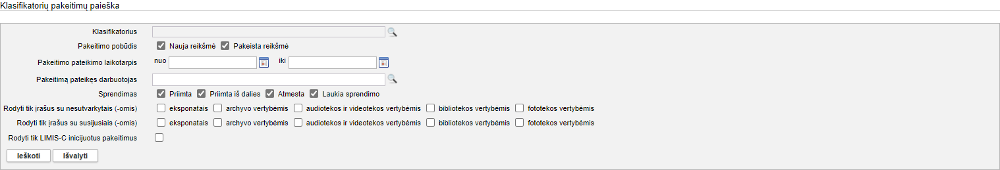 Klasifikatorių pakeitimų paieška
Klasifikatorius
Pakeitimo pobūdis Nauja reikšmė Pakeista reikšmė
Pakeitimo pateikimo laikotarpis nuo iki
Pakeitimą pateikęs darbuotojas
Sprendimas Priimta Priimta iš dalies Atmesta Laukia sprendimo
Rodyti tik įrašus su nesutvarkytais (-omis) eksponatais archyvo vertybėmis audiotekos ir videotekos vertybėmis bibliotekos vertybėmis fototekos vertybėmis
Rodyti tik įrašus su susijusiais (-omis) eksponatais archyvo vertybėmis audiotekos ir videotekos vertybėmis bibliotekos vertybėmis fototekos vertybėmis
Rodyti tik LIMIS-C inicijuotus pakeitimus
Ieškoti Išvalyti